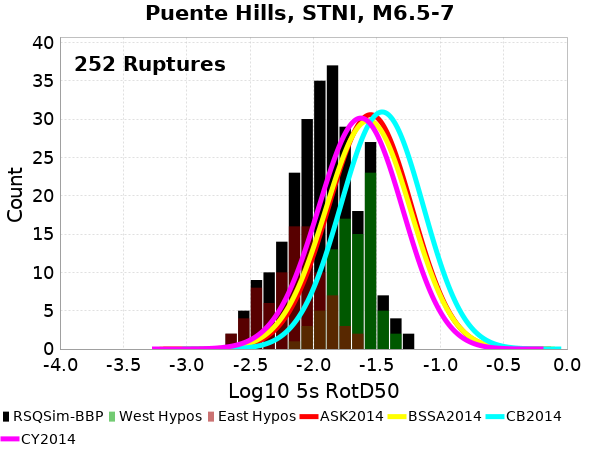 Puente Hills, STNI, M6.5-7
252 Ruptures
40
35
30
25
20
15
10
5
0
Count
-4.0 -3.5 -3.0 -2.5 -2.0 -1.5 -1.0 -0.5 0.0
Log10 5s RotD50
RSQSim-BBP West Hypos East Hypos ASK2014 BSSA2014 CB2014
CY2014